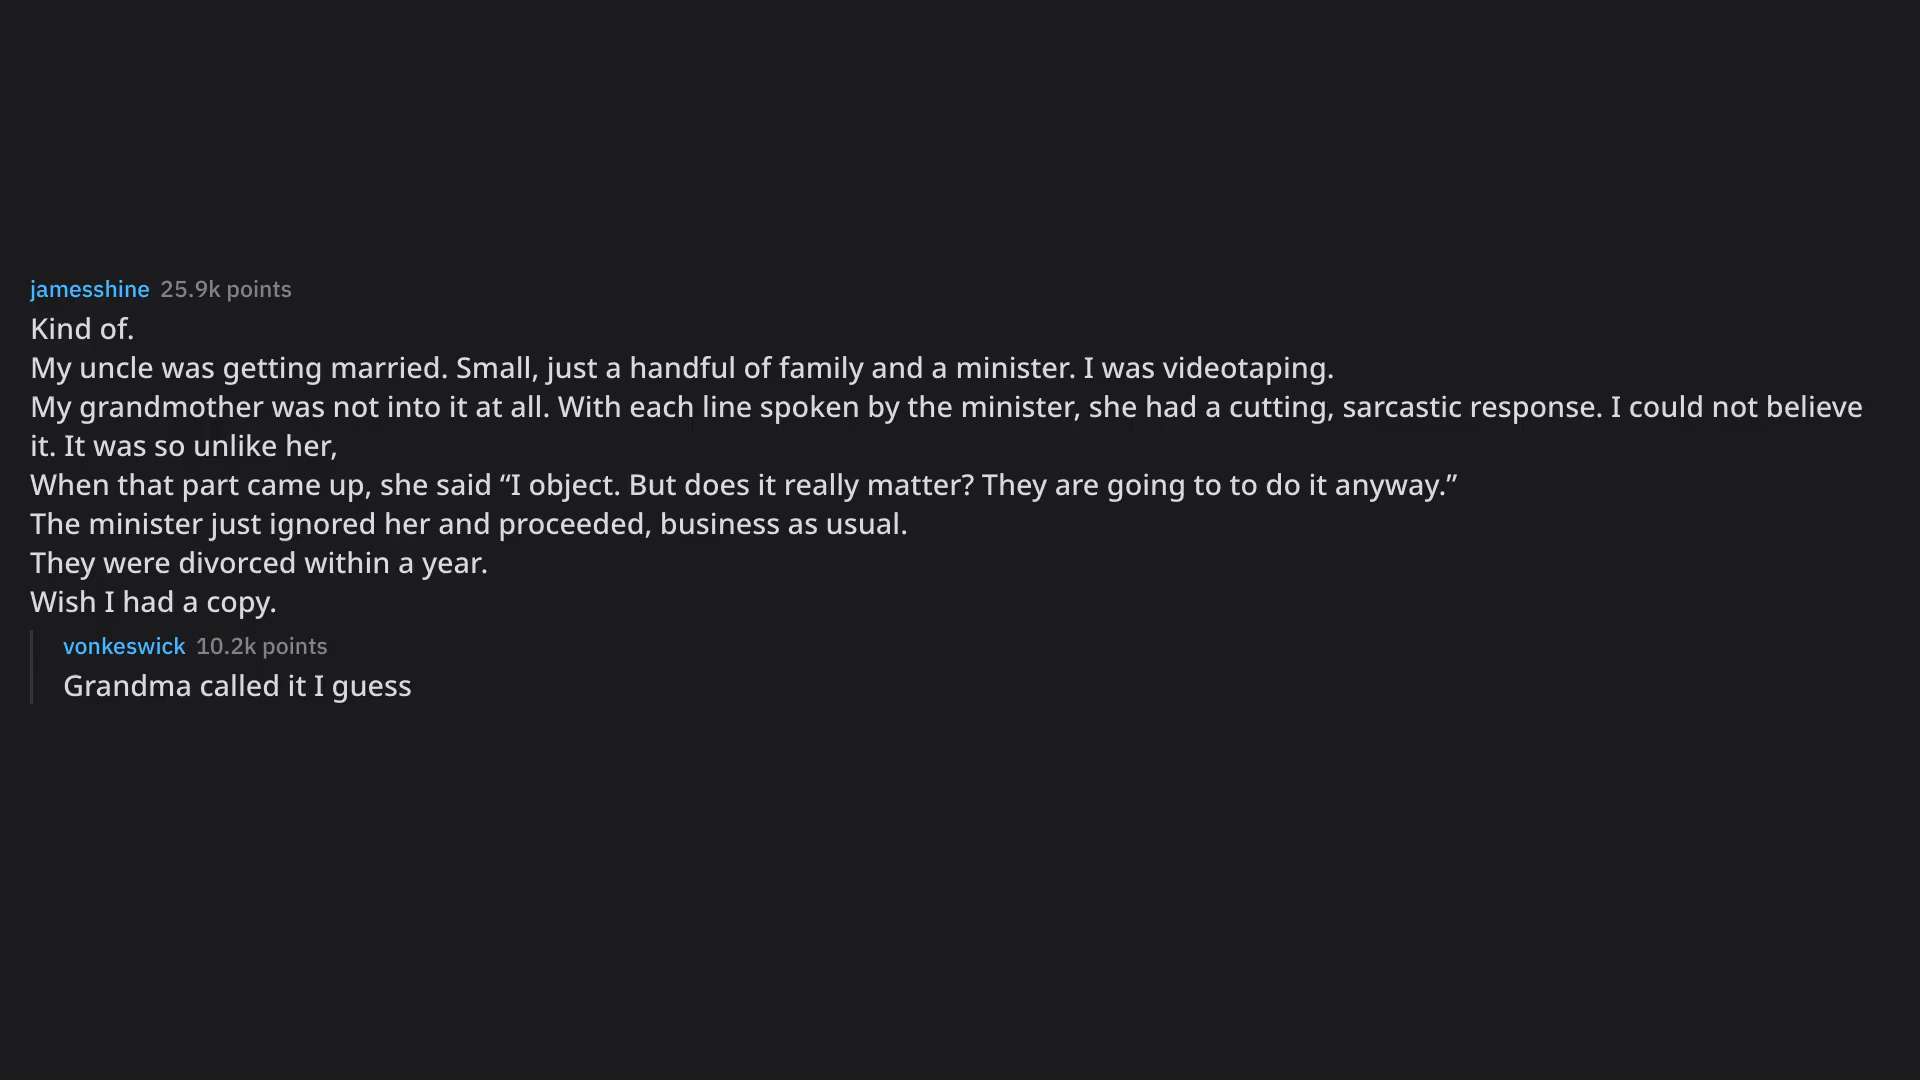 jamesshine 25.9k points
Kind of.
My uncle was getting married. Small, just a handful of family and a minister. I was videotaping.
My grandmother was not into it at all. With each line spoken by the minister, she had a cutting, sarcastic response. I could not believe
it. It was so unlike her,
When that part came up, she said “I object. But does it really matter? They are going to to do it anyway.”
The minister just ignored her and proceeded, business as usual.
They were divorced within a year.
Wish I had a copy.
vonkeswick 10.2k points
Grandma called it I guess